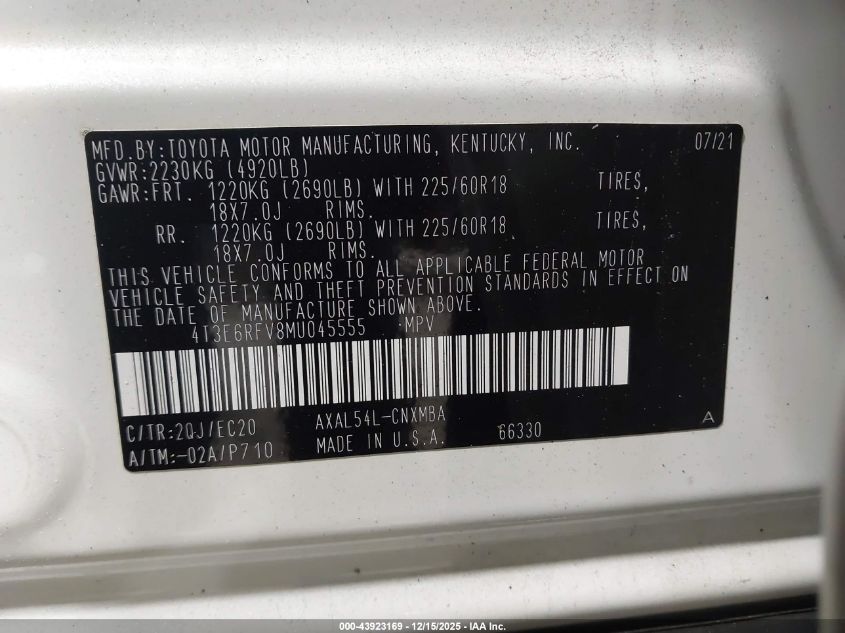 MFD.BY:TOYOTA MOTOR MANUFACTURING, KENTUCKY, INC. 07/21
GVWR:2230KG (4920LB)
GAWR:FRT. 1220KG (2690LB) WITH 225/60R18 TIRES,
18X7.0J RIMS.
RR. 1220KG (2690LB) WITH 225/60R18 TIRES,
18X7.0J RIMS.
THIS VEHICLE CONFORMS TO ALL APPLICABLE FEDERAL MOTOR
VEHICLE SAFETY AND THEFT PREVENTION STANDARDS IN EFFECT ON
THE DATE OF MANUFACTURE SHOWN ABOVE.
4T3E6RFV8MU045555 MPV
C/TR:2QJ/EC20 AXAL54L-CNXMBA A
A/TM:-02A/P710 MADE IN U.S.A. 66330
000-43923169 - 12/15/2025 - IAA Inc.